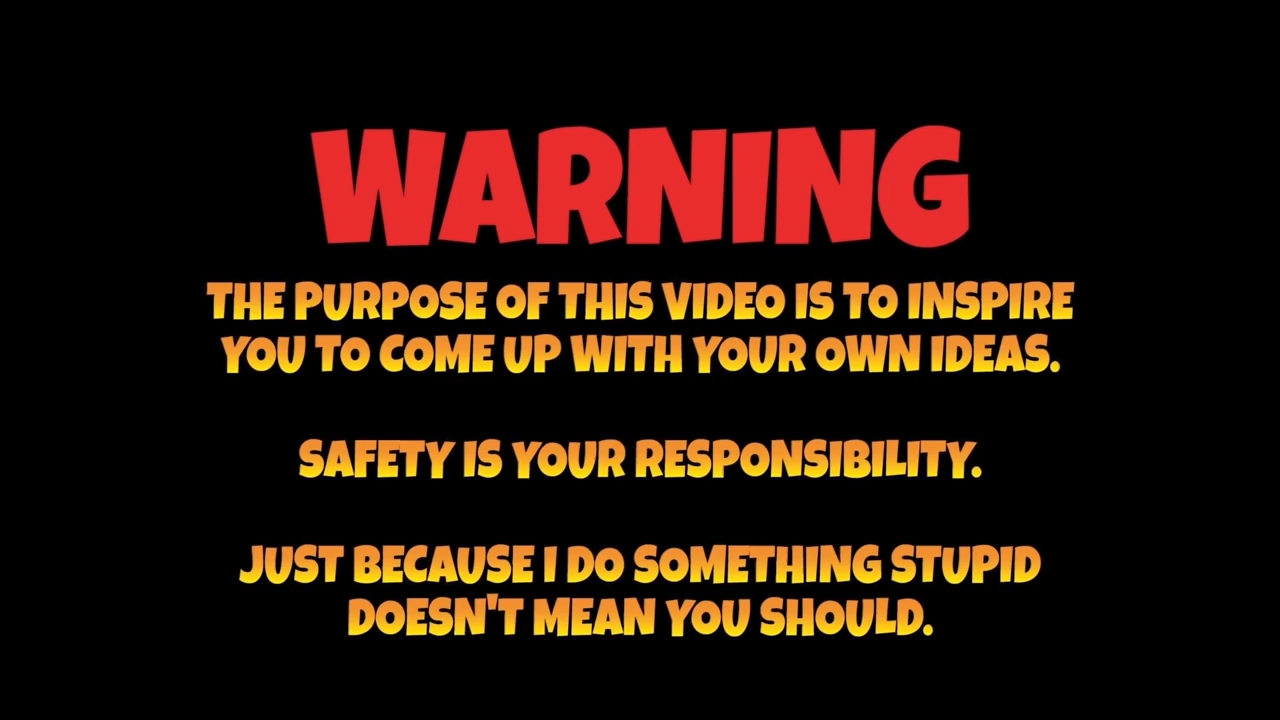 WARNING
THE PURPOSE OF THIS VIDEO IS TO INSPIRE
YOU TO COME UP WITH YOUR OWN IDEAS.
SAFETY IS YOUR RESPONSIBILITY.
JUST BECAUSE I DO SOMETHING STUPID
DOESN'T MEAN YOU SHOULD.